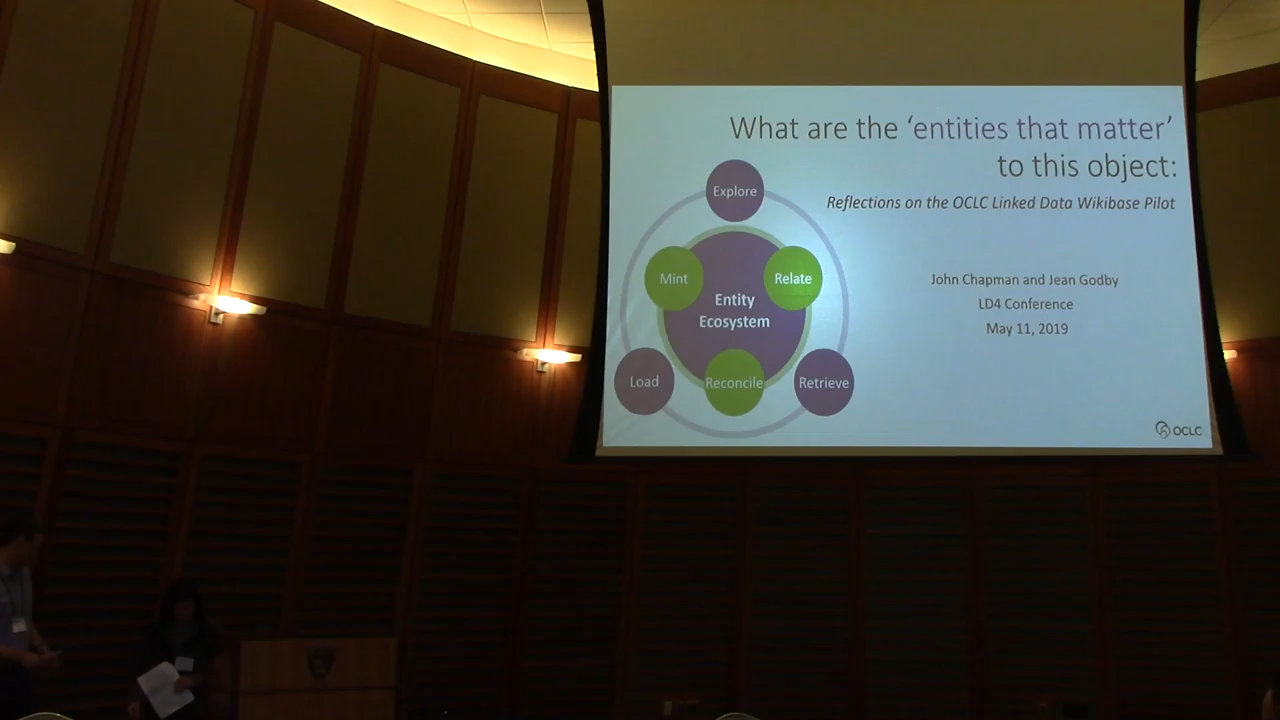 What are the ‘entities that matter’
to this object:
Reflections on the OCLC Linked Data Wikibase Pilot
Explore
Mint
Relate
Entity
Ecosystem
Load
Reconcile
Retrieve
John Chapman and Jean Godby
LD4 Conference
May 11, 2019
OCLC